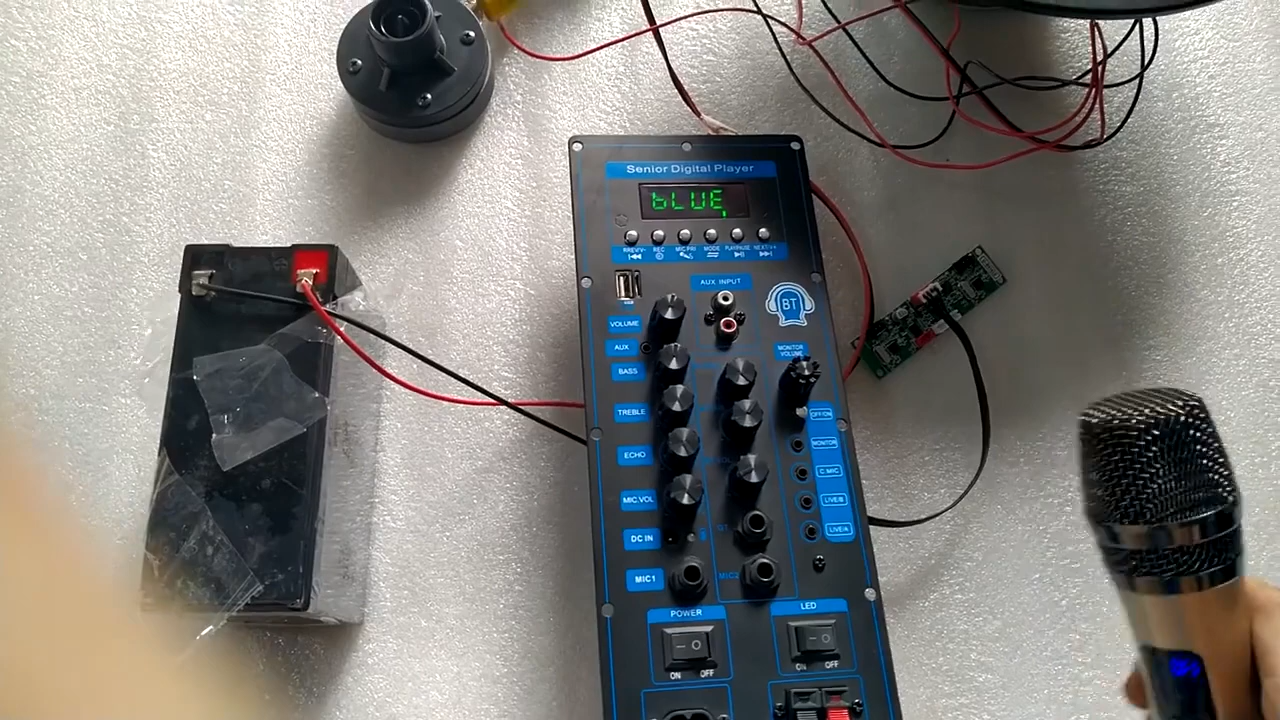 Senior Digital Player
bLUE
REC MIC.PRI MODE PLAY/PAUSE NEXT/V+
USB
AUX INPUT
BT
VOLUME
AUX
MONITOR
VOLUME
BASS
TREBLE
OFF/ON
MONITOR
ECHO
C.MIC
MIC.VOL
LIVE/B
DC IN
LIVE/A
MIC1
MIC2
POWER
LED
ON OFF
ON OFF